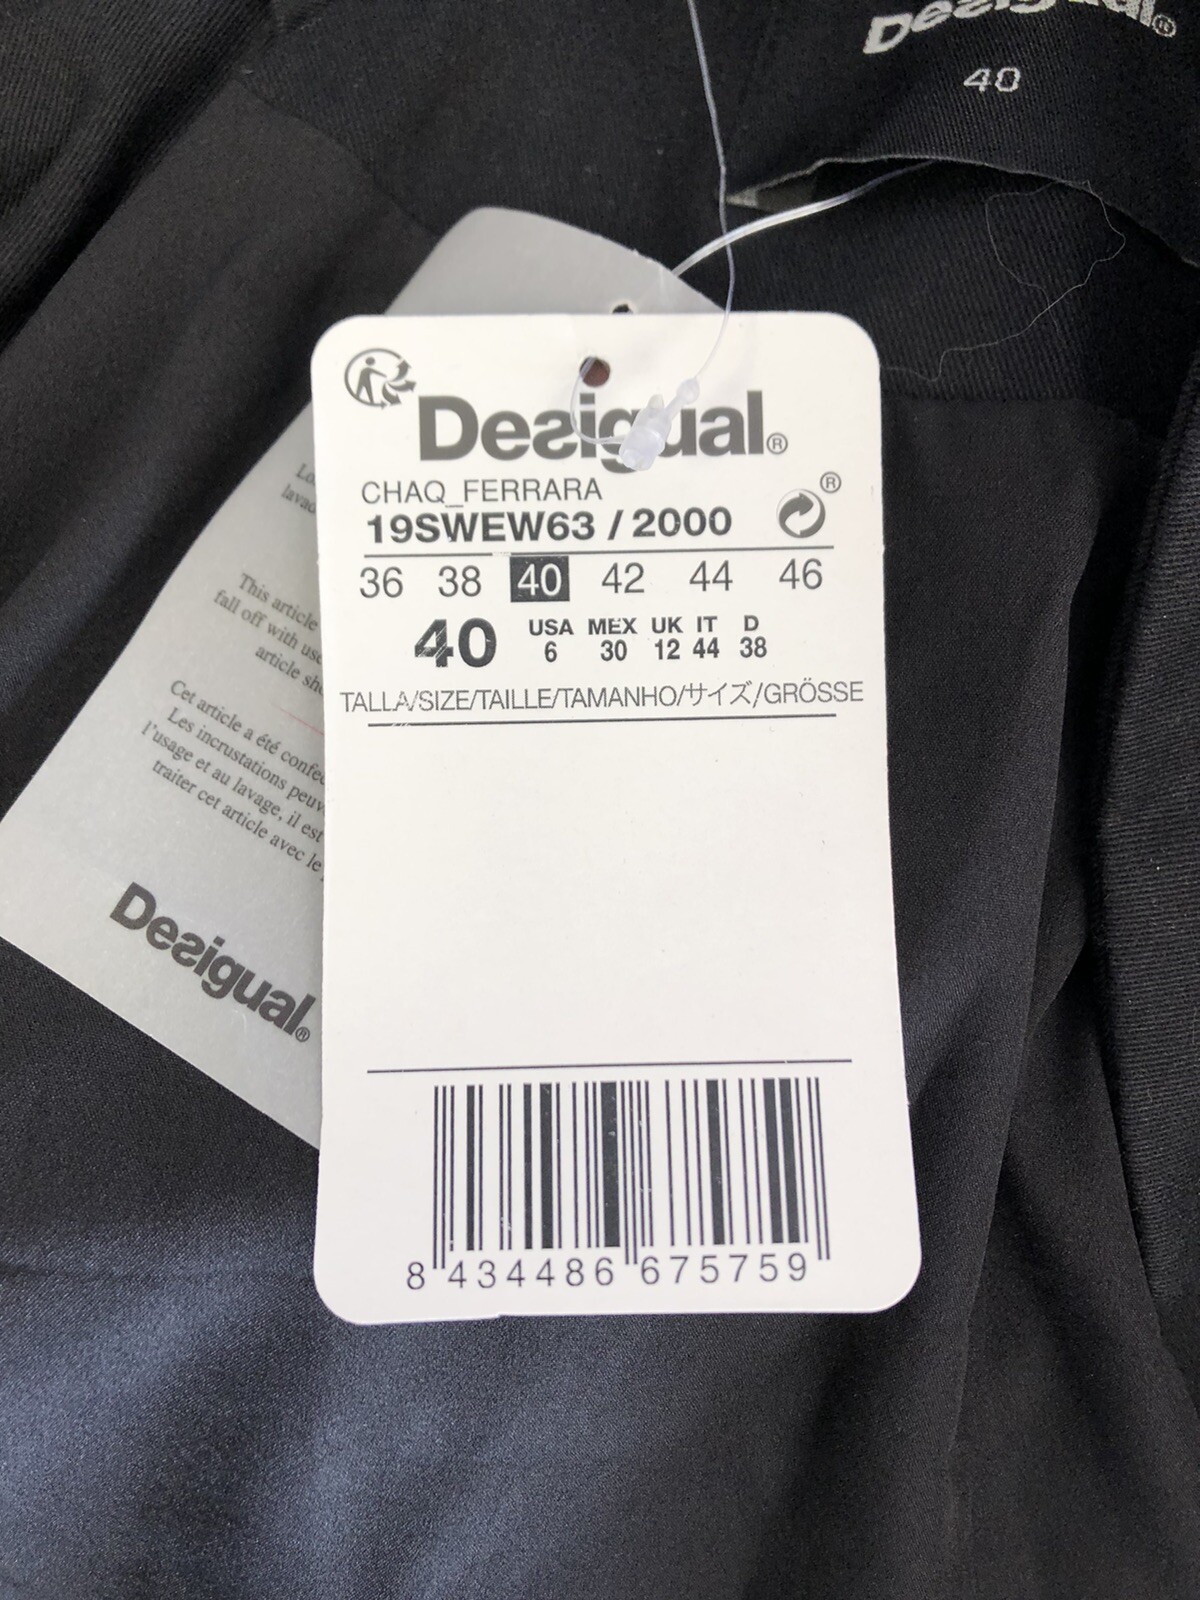 Desigual®
40
Desigual®
CHAQ_FERRARA
19SWEW63 / 2000 ®
36 38 40 42 44 46
40 USA 6 MEX 30 UK 12 IT 44 D 38
TALLA/SIZE/TAILLE/TAMANHO/サイズ/GRÖSSE
8 434486 675759
This article
fall off with use
article
Cet article a été
Les incrustations
l'usage et au lavage, il est
traiter cet article avec le
Desigual®